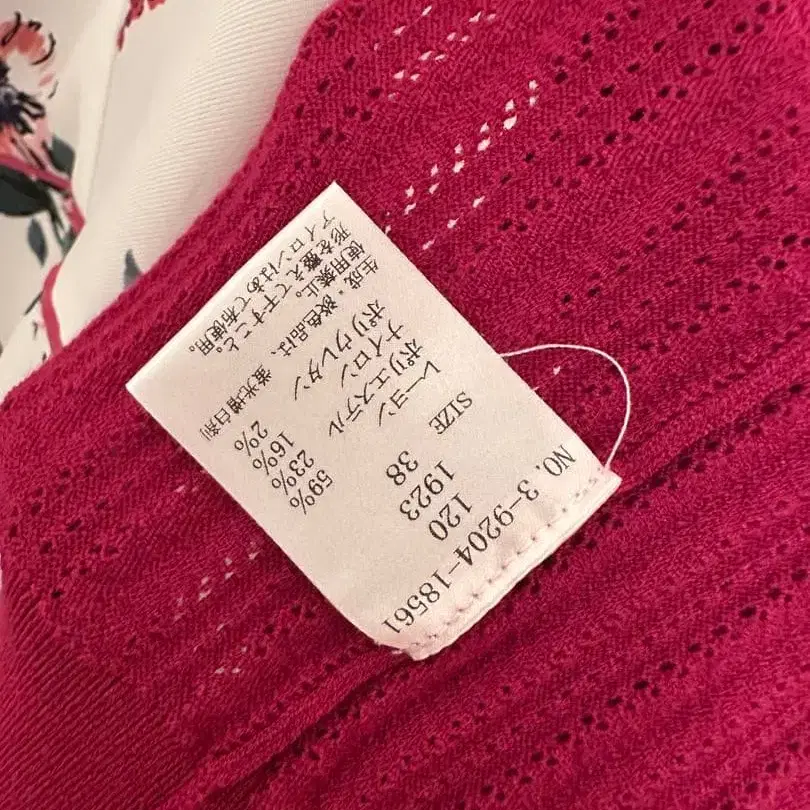 NO. 3-9204-18561
120
1923
SIZE 38
レーヨン 59%
ポリエステル 23%
ナイロン 16%
ポリウレタン 2%
生成・淡色品は、蛍光増白剤
使用禁止。
形を整えて干すこと。
アイロンはあて布使用。